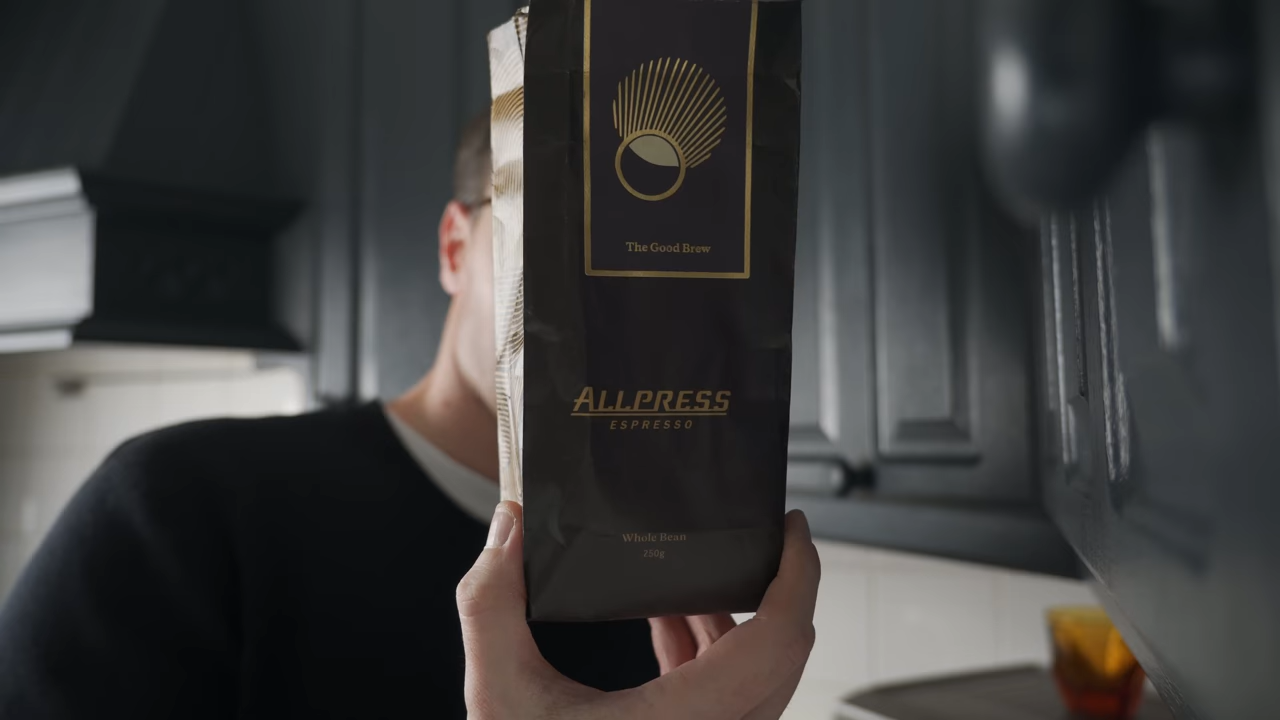 The Good Brew
ALLPRESS
ESPRESSO
Whole Bean
250g